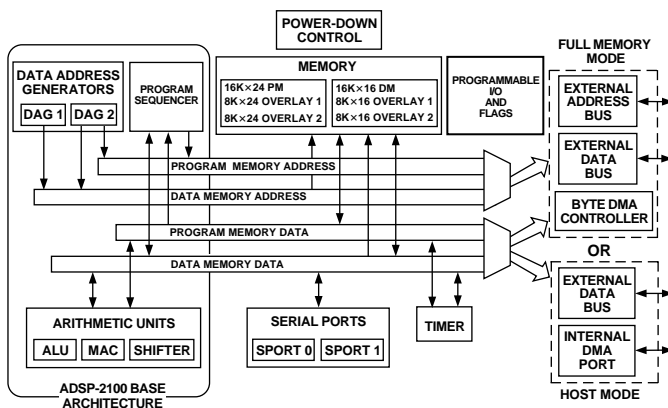 POWER-DOWN
CONTROL
FULL MEMORY
MODE
DATA ADDRESS
GENERATORS
DAG 1
DAG 2
PROGRAM
SEQUENCER
MEMORY
16K×24 PM
8K×24 OVERLAY 1
8K×24 OVERLAY 2
16K×16 DM
8K×16 OVERLAY 1
8K×16 OVERLAY 2
PROGRAMMABLE
I/O
AND
FLAGS
EXTERNAL
ADDRESS
BUS
EXTERNAL
DATA
BUS
BYTE DMA
CONTROLLER
PROGRAM MEMORY ADDRESS
DATA MEMORY ADDRESS
PROGRAM MEMORY DATA
DATA MEMORY DATA
OR
EXTERNAL
DATA
BUS
INTERNAL
DMA
PORT
HOST MODE
ARITHMETIC UNITS
ALU
MAC
SHIFTER
SERIAL PORTS
SPORT 0
SPORT 1
TIMER
ADSP-2100 BASE
ARCHITECTURE